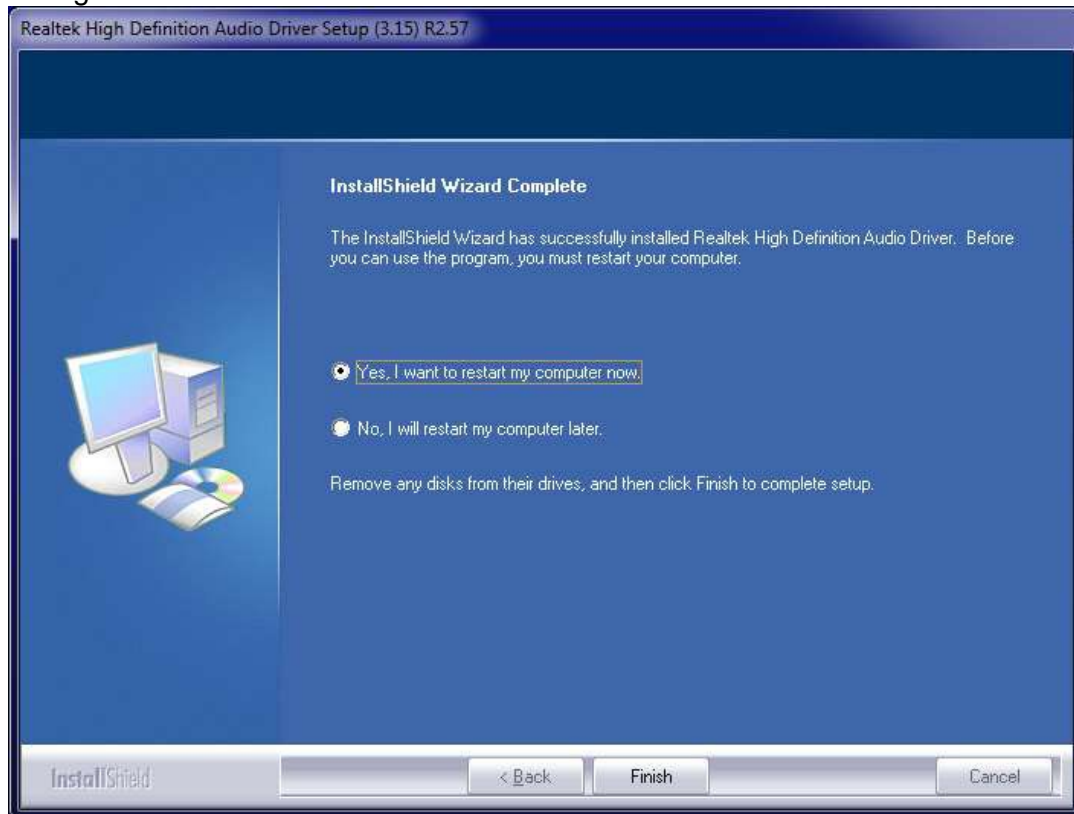 Realtek High Definition Audio Driver Setup (3.15) R2.57
InstallShield Wizard Complete
The InstallShield Wizard has successfully installed Realtek High Definition Audio Driver. Before
you can use the program, you must restart your computer.
Yes, I want to restart my computer now.
No, I will restart my computer later.
Remove any disks from their drives, and then click Finish to complete setup.
InstallShield
< Back
Finish
Cancel